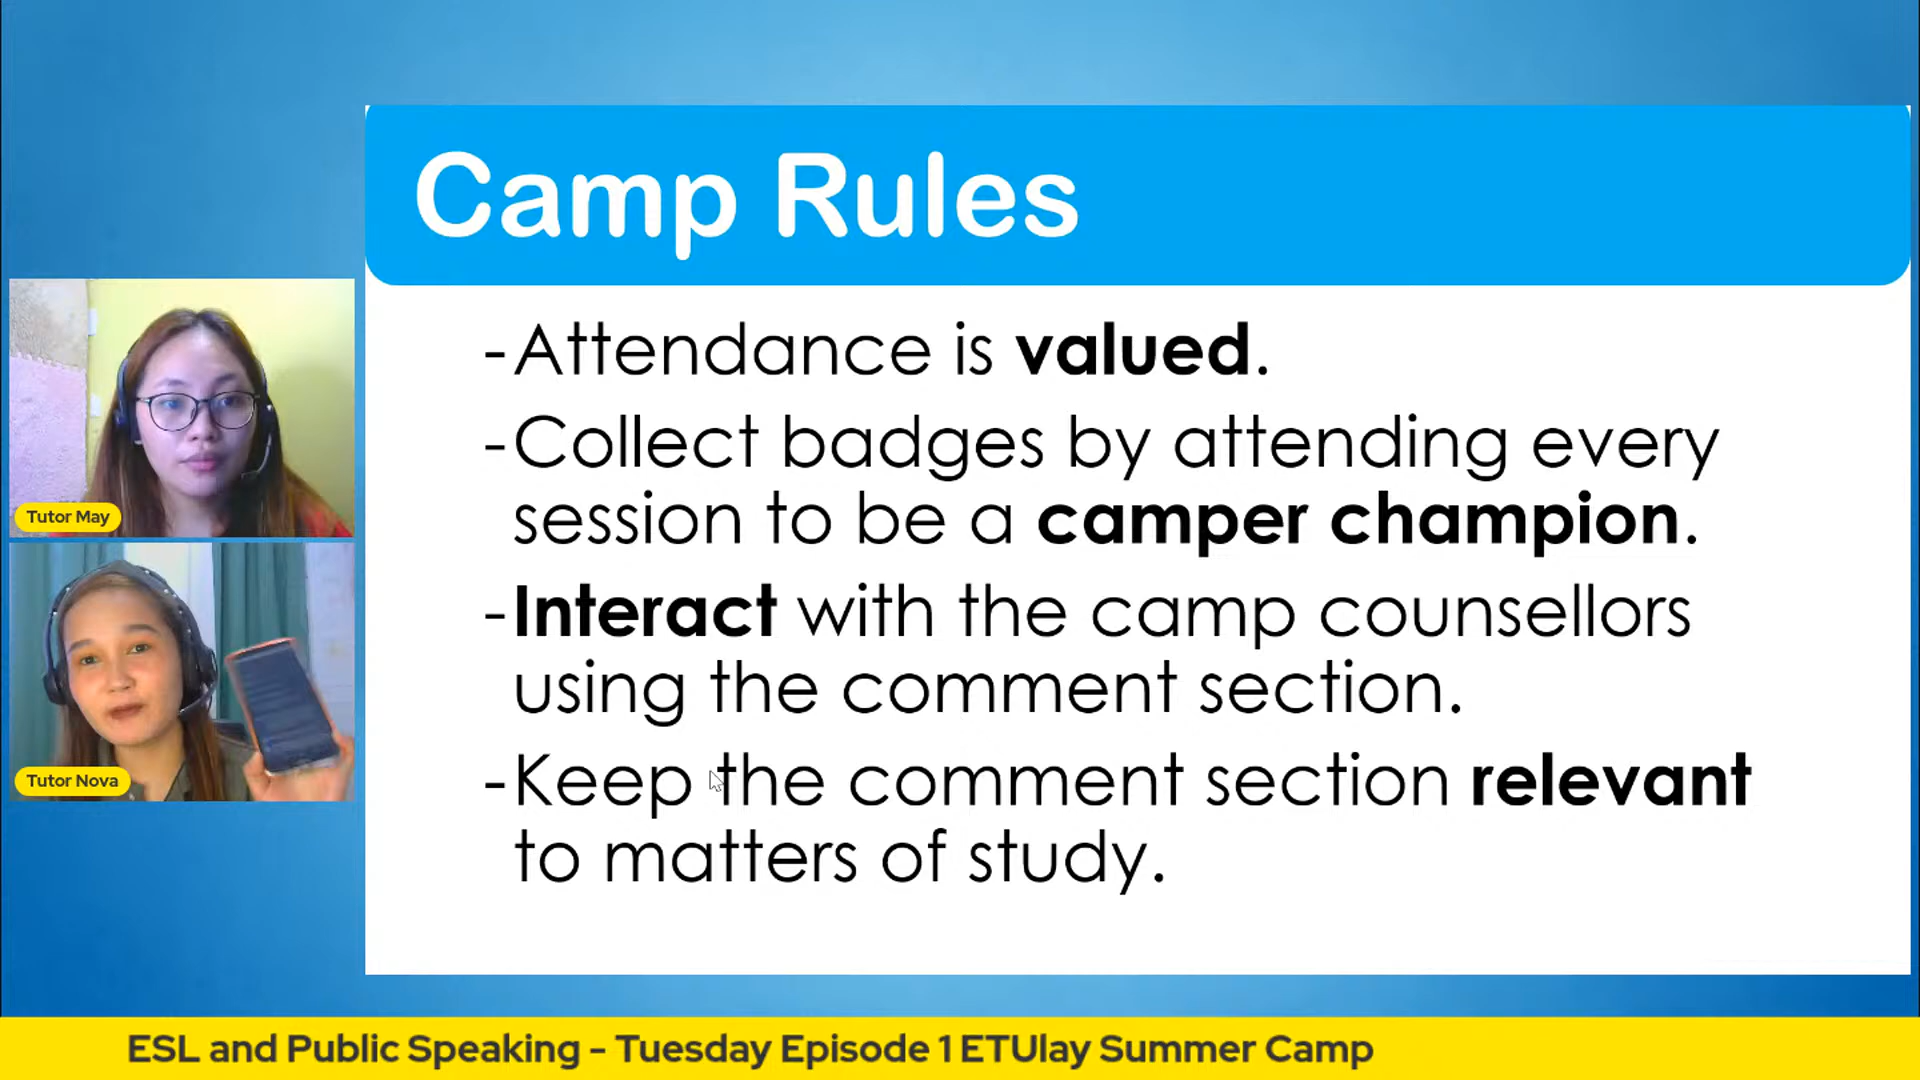 Camp Rules
-Attendance is valued.
-Collect badges by attending every
session to be a camper champion.
-Interact with the camp counsellors
using the comment section.
-Keep the comment section relevant
to matters of study.
Tutor May
Tutor Nova
ESL and Public Speaking - Tuesday Episode 1 ETUlay Summer Camp